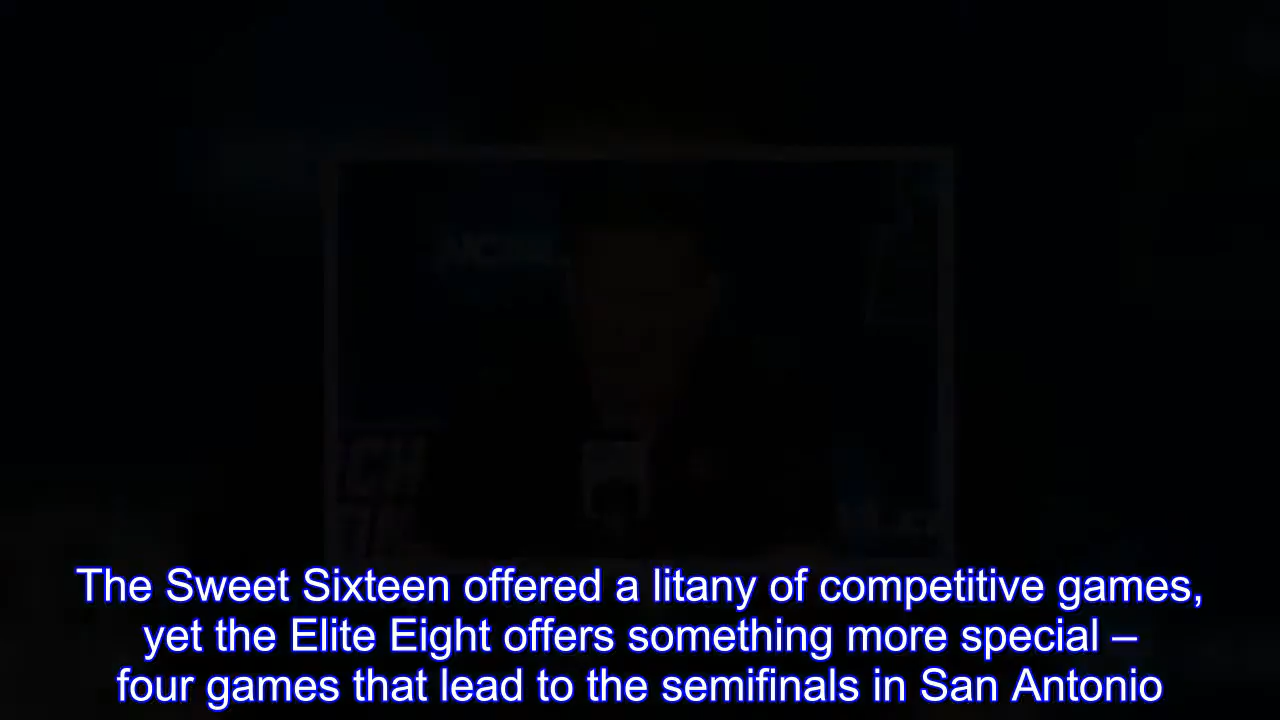 The Sweet Sixteen offered a litany of competitive games,
yet the Elite Eight offers something more special –
four games that lead to the semifinals in San Antonio